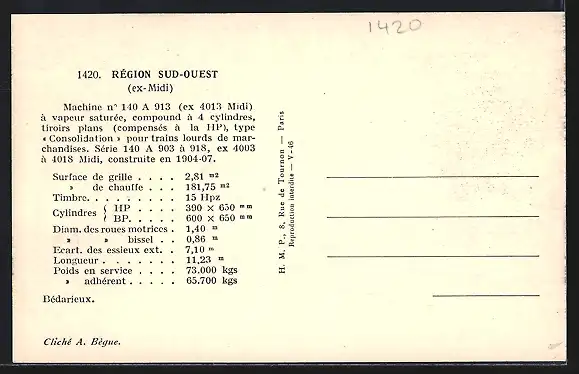 1420
1420. RÉGION SUD-OUEST
(ex-Midi)
Machine n° 140 A 913 (ex 4013 Midi)
à vapeur saturée, compound à 4 cylindres,
tiroirs plans (compensés à la HP), type
« Consolidation » pour trains lourds de mar-
chandises. Série 140 A 903 à 918, ex 4003
à 4018 Midi, construite en 1904-07.
Surface de grille . . . . 2,81 m2
» de chauffe . . . . 181,75 m2
Timbre. . . . . . . . . 15 Hpz
Cylindres { HP . . . . . 390 × 650 mm
BP. . . . . 600 × 650 mm
Diam. des roues motrices . 1,40 m
» » bissel . . 0,86 m
Ecart. des essieux ext. . 7,10 m
Longueur . . . . . . . 11,23 m
Poids en service . . . . 73.000 kgs
» adhérent . . . . . 65.700 kgs
Bédarieux.
Cliché A. Bègue.
H. M. P., 8, Rue de Tournon — Paris
Reproduction interdite — V-46